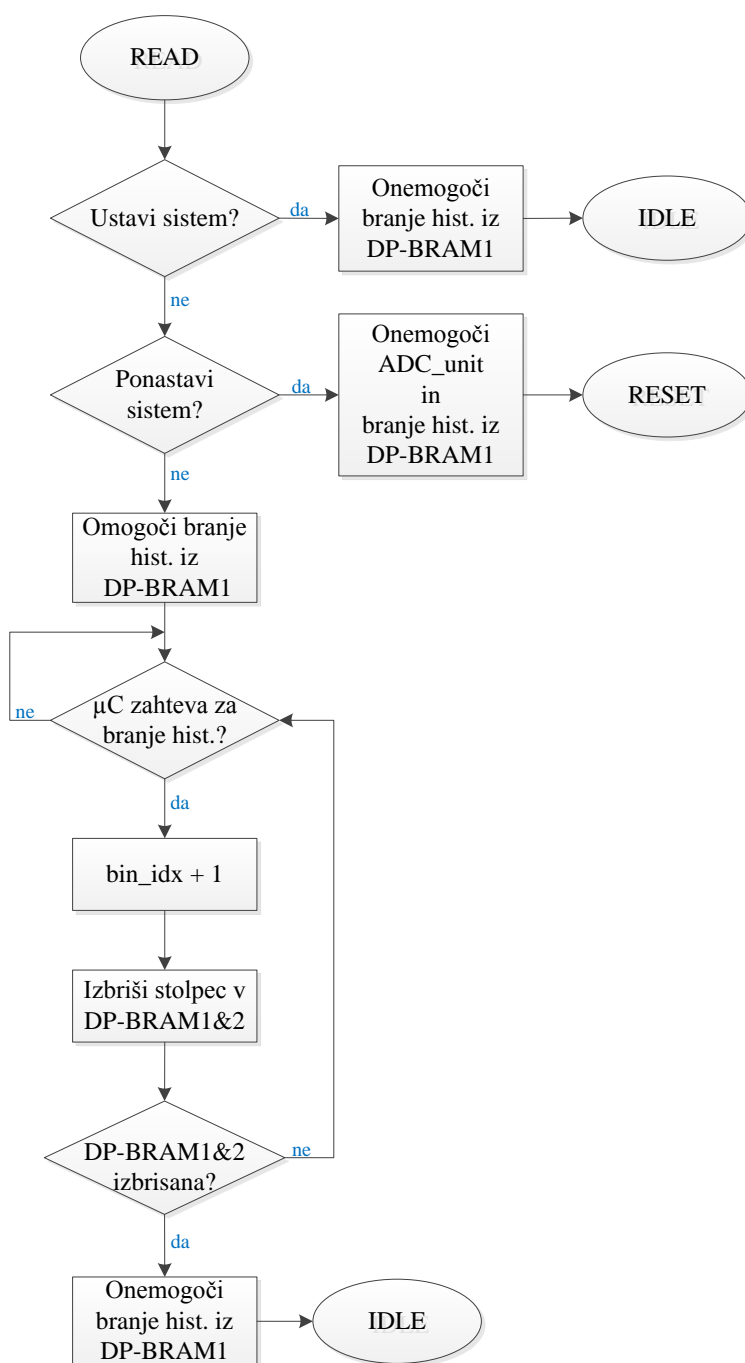 READ
Ustavi sistem?
da
Onemogoči
branje hist. iz
DP-BRAM1
IDLE
ne
Ponastavi
sistem?
da
Onemogoči
ADC_unit
in
branje hist. iz
DP-BRAM1
RESET
ne
Omogoči branje
hist. iz
DP-BRAM1
µC zahteva za
branje hist.?
ne
da
bin_idx + 1
Izbriši stolpec v
DP-BRAM1&2
DP-BRAM1&2
izbrisana?
ne
da
Onemogoči
branje hist. iz
DP-BRAM1
IDLE